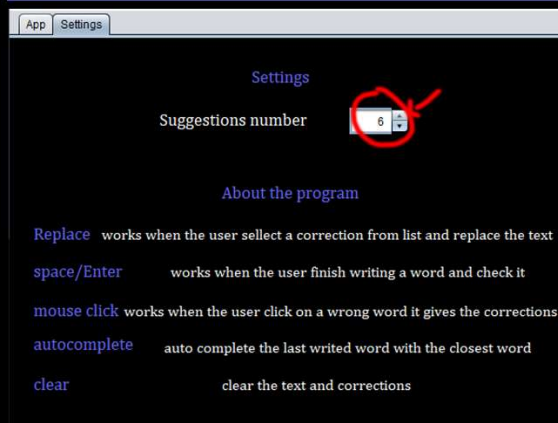 App Settings
Settings
Suggestions number 6
About the program
Replace works when the user sellect a correction from list and replace the text
space/Enter works when the user finish writing a word and check it
mouse click works when the user click on a wrong word it gives the corrections
autocomplete auto complete the last writed word with the closest word
clear clear the text and corrections